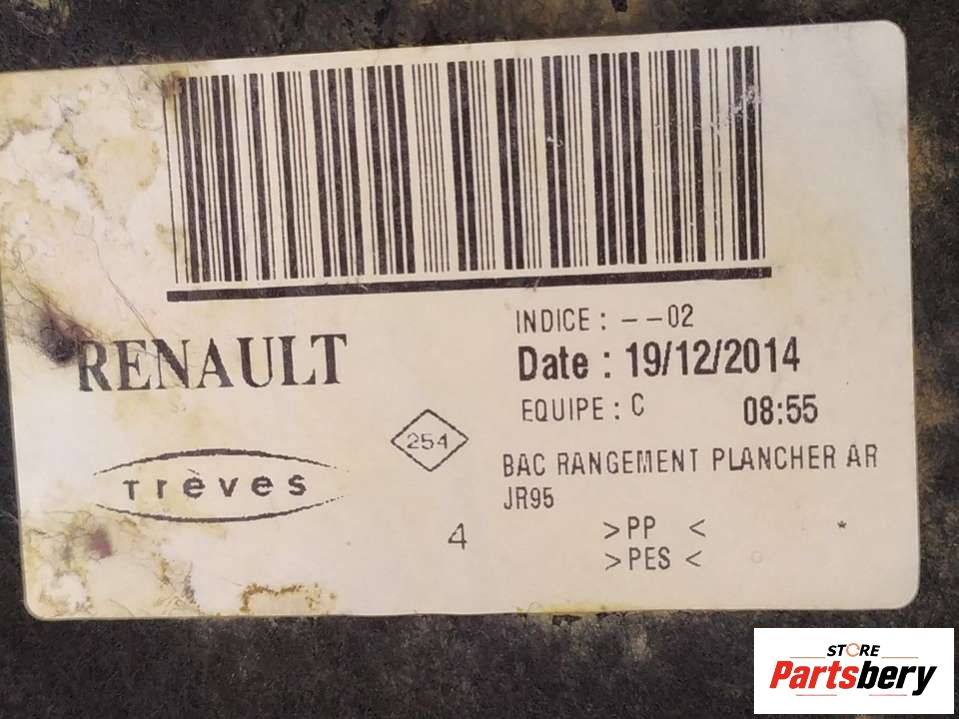 INDICE : --02
RENAULT
Date : 19/12/2014
EQUIPE : C 08:55
254
BAC RANGEMENT PLANCHER AR
Trèves
JR95
4
>PP < *
>PES <
STORE
Partsbery